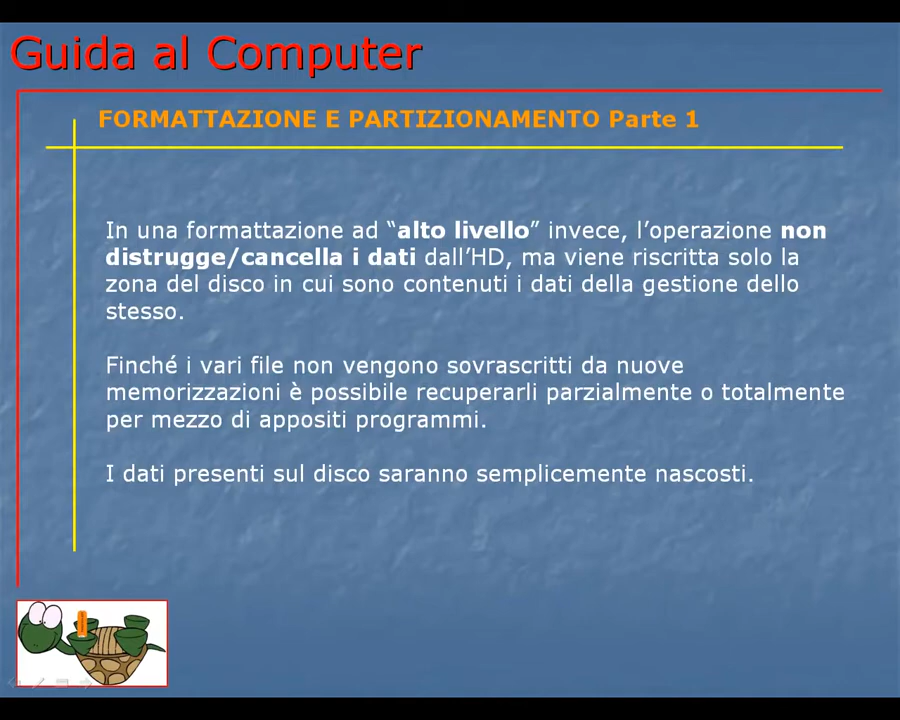 Guida al Computer
FORMATTAZIONE E PARTIZIONAMENTO Parte 1
In una formattazione ad “alto livello” invece, l’operazione non
distrugge/cancella i dati dall’HD, ma viene riscritta solo la
zona del disco in cui sono contenuti i dati della gestione dello
stesso.
Finché i vari file non vengono sovrascritti da nuove
memorizzazioni è possibile recuperarli parzialmente o totalmente
per mezzo di appositi programmi.
I dati presenti sul disco saranno semplicemente nascosti.